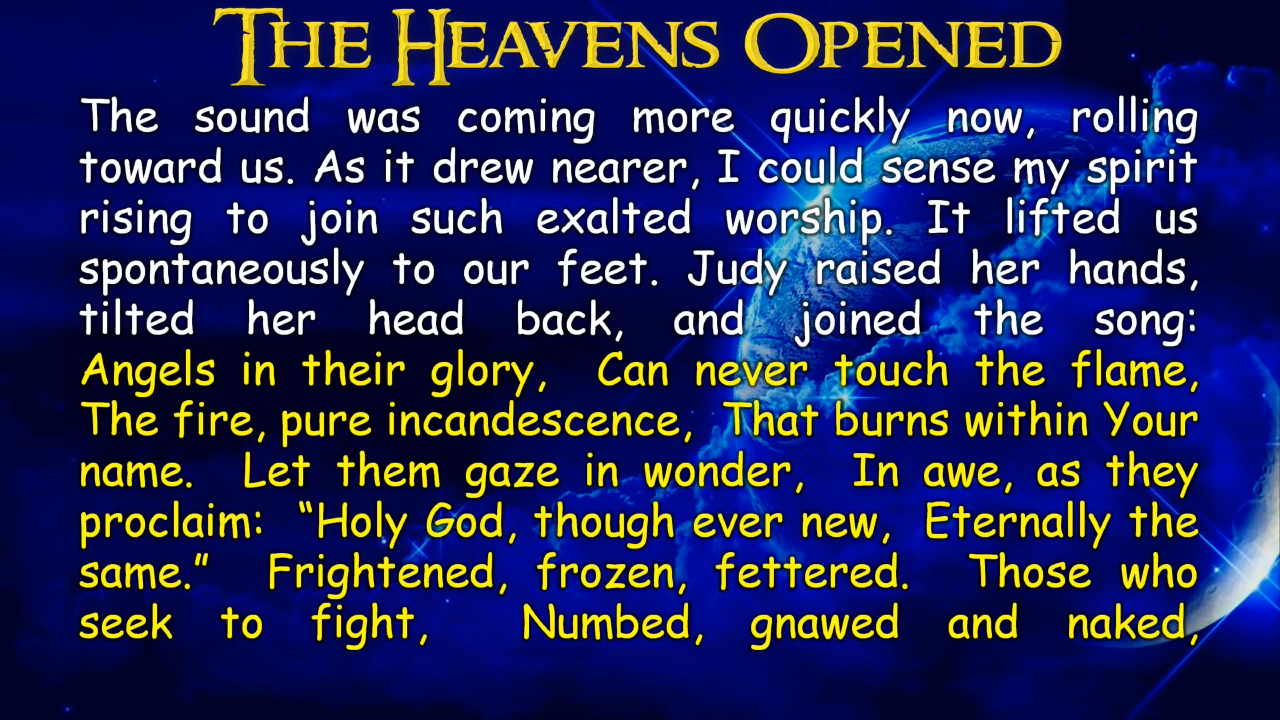 THE HEAVENS OPENED
The sound was coming more quickly now, rolling
toward us. As it drew nearer, I could sense my spirit
rising to join such exalted worship. It lifted us
spontaneously to our feet. Judy raised her hands,
tilted her head back, and joined the song:
Angels in their glory, Can never touch the flame,
The fire, pure incandescence, That burns within Your
name. Let them gaze in wonder, In awe, as they
proclaim: “Holy God, though ever new, Eternally the
same.” Frightened, frozen, fettered. Those who
seek to fight, Numbed, gnawed and naked,